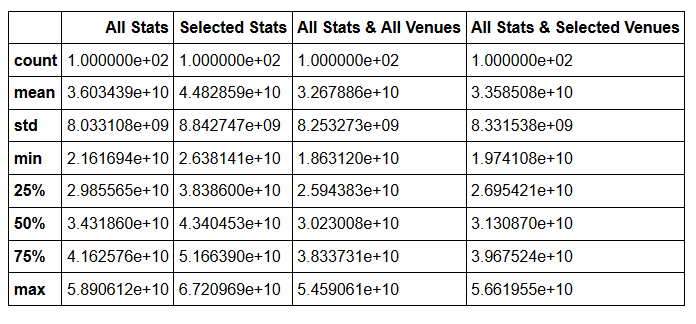 All Stats Selected Stats All Stats & All Venues All Stats & Selected Venues
count 1.000000e+02 1.000000e+02 1.000000e+02 1.000000e+02
mean 3.603439e+10 4.482859e+10 3.267886e+10 3.358508e+10
std 8.033108e+09 8.842747e+09 8.253273e+09 8.331538e+09
min 2.161694e+10 2.638141e+10 1.863120e+10 1.974108e+10
25% 2.985565e+10 3.838600e+10 2.594383e+10 2.695421e+10
50% 3.431860e+10 4.340453e+10 3.023008e+10 3.130870e+10
75% 4.162576e+10 5.166390e+10 3.833731e+10 3.967524e+10
max 5.890612e+10 6.720969e+10 5.459061e+10 5.661955e+10